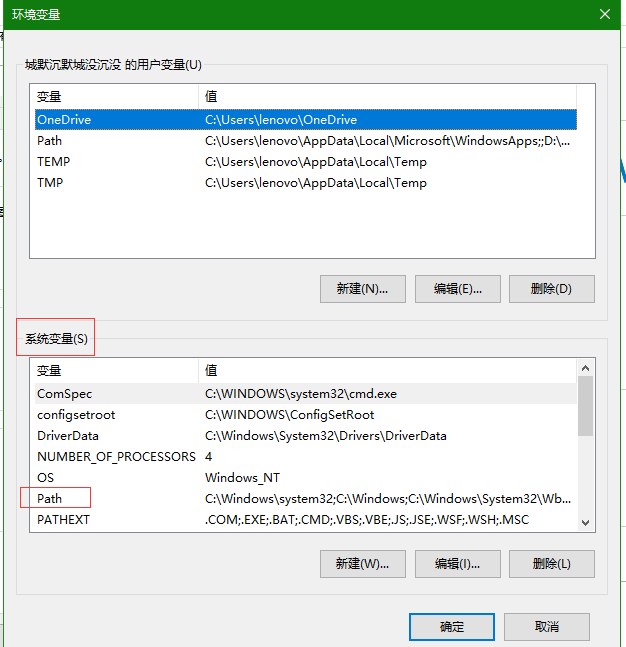 环境变量
堿默沉默堿没沉没 的用户变量(U)
变量 值
OneDrive C:\Users\lenovo\OneDrive
Path C:\Users\lenovo\AppData\Local\Microsoft\WindowsApps;;D:\...
TEMP C:\Users\lenovo\AppData\Local\Temp
TMP C:\Users\lenovo\AppData\Local\Temp
新建(N)... 编辑(E)... 删除(D)
系统变量(S)
变量 值
ComSpec C:\WINDOWS\system32\cmd.exe
configsetroot C:\WINDOWS\ConfigSetRoot
DriverData C:\Windows\System32\Drivers\DriverData
NUMBER_OF_PROCESSORS 4
OS Windows_NT
Path C:\Windows\system32;C:\Windows;C:\Windows\System32\Wb...
PATHEXT .COM;.EXE;.BAT;.CMD;.VBS;.VBE;.JS;.JSE;.WSF;.WSH;.MSC
新建(W)... 编辑(I)... 删除(L)
确定 取消